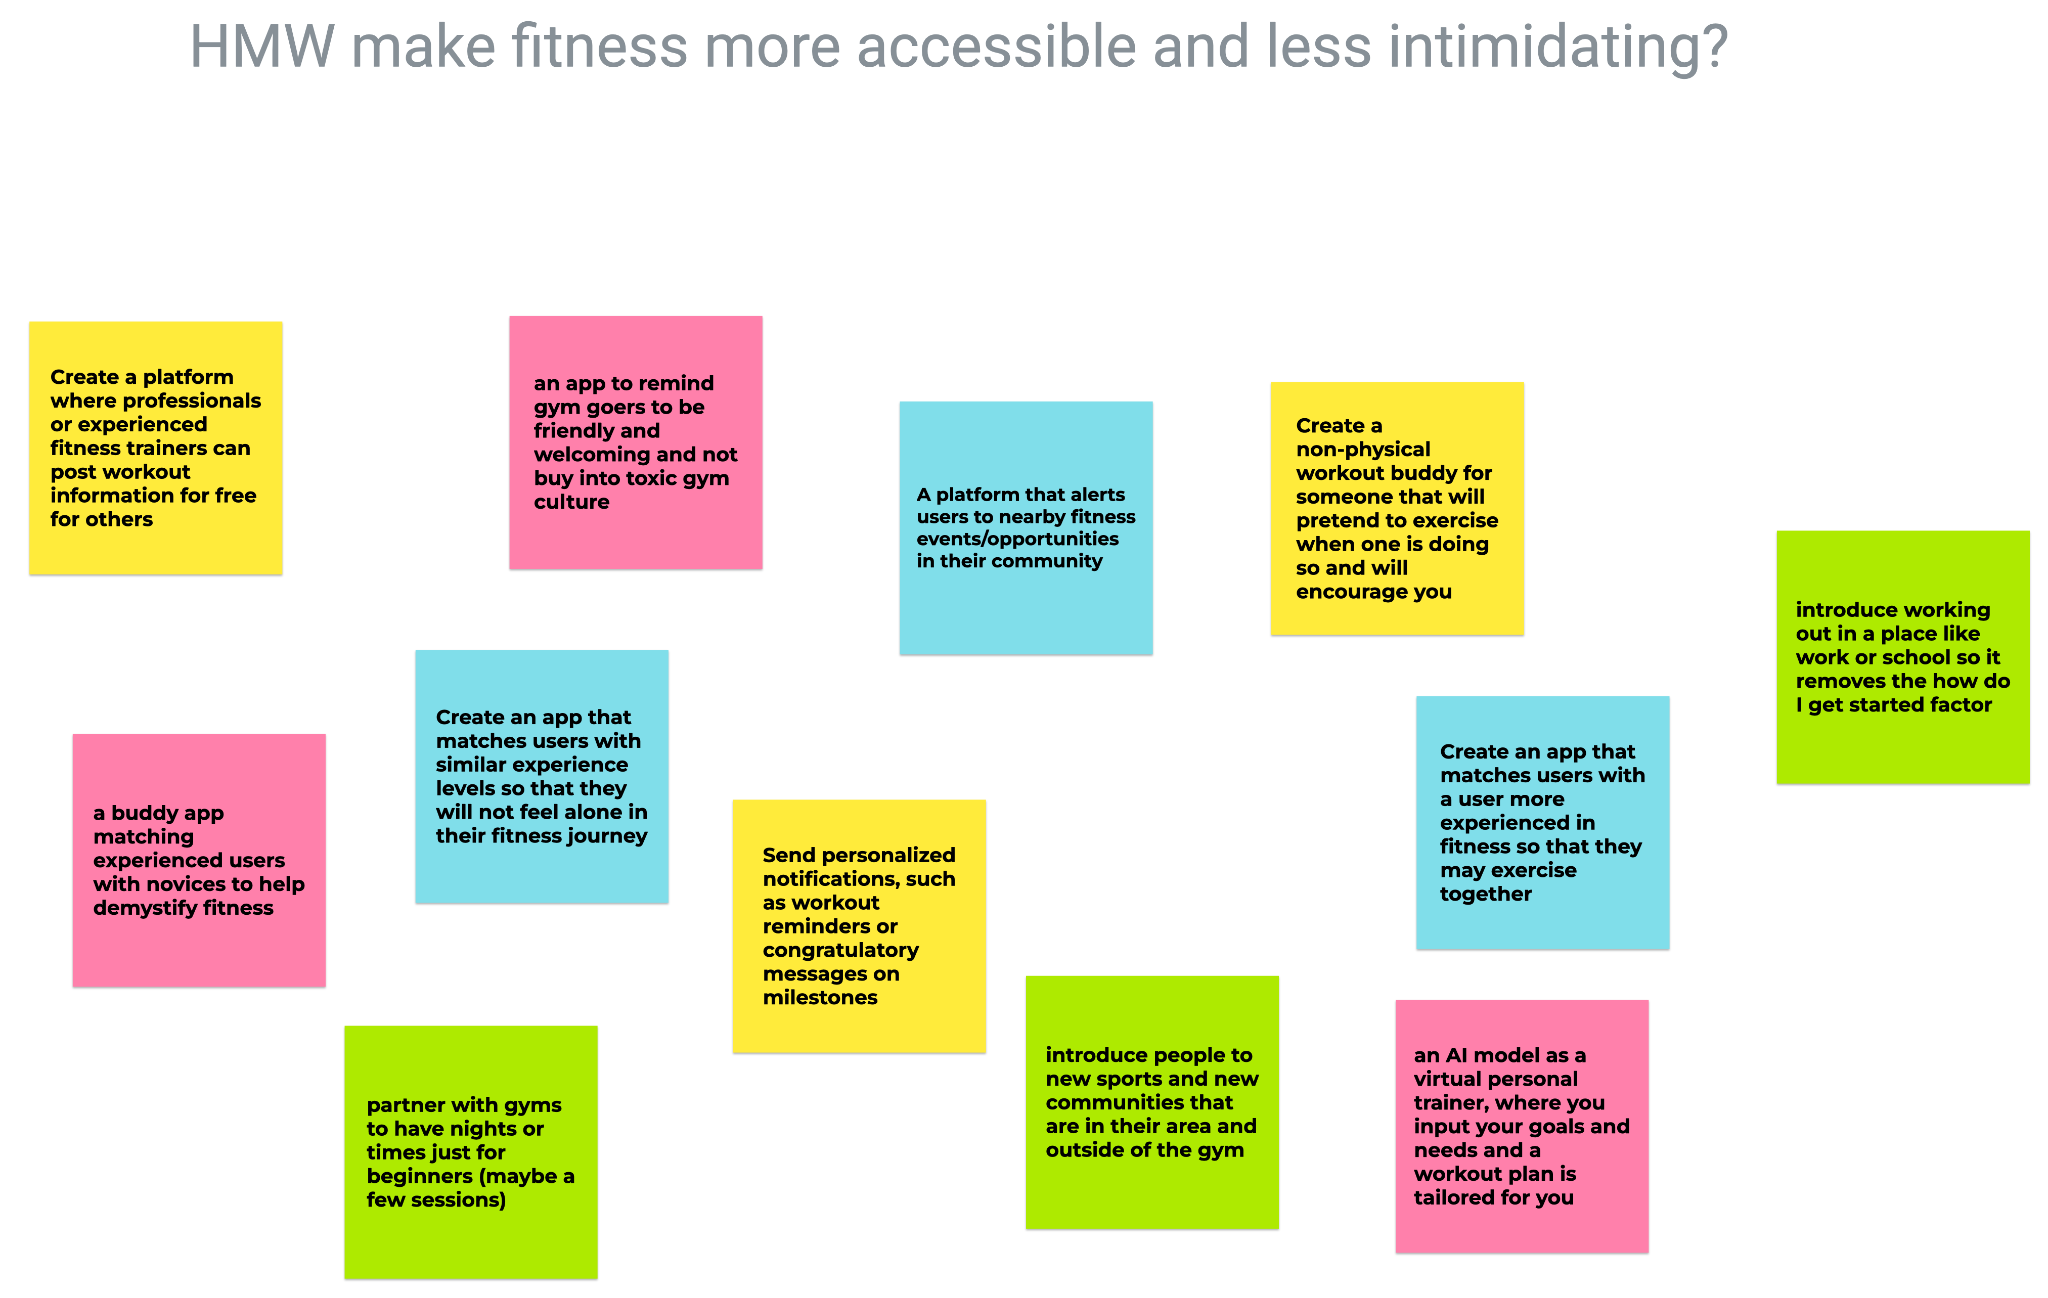 HMW make fitness more accessible and less intimidating?
Create a platform
where professionals
or experienced
fitness trainers can
post workout
information for free
for others
an app to remind
gym goers to be
friendly and
welcoming and not
buy into toxic gym
culture
A platform that alerts
users to nearby fitness
events/opportunities
in their community
Create a
non-physical
workout buddy for
someone that will
pretend to exercise
when one is doing
so and will
encourage you
introduce working
out in a place like
work or school so it
removes the how do
I get started factor
a buddy app
matching
experienced users
with novices to help
demystify fitness
Create an app that
matches users with
similar experience
levels so that they
will not feel alone in
their fitness journey
Send personalized
notifications, such
as workout
reminders or
congratulatory
messages on
milestones
Create an app that
matches users with
a user more
experienced in
fitness so that they
may exercise
together
partner with gyms
to have nights or
times just for
beginners (maybe a
few sessions)
introduce people to
new sports and new
communities that
are in their area and
outside of the gym
an AI model as a
virtual personal
trainer, where you
input your goals and
needs and a
workout plan is
tailored for you